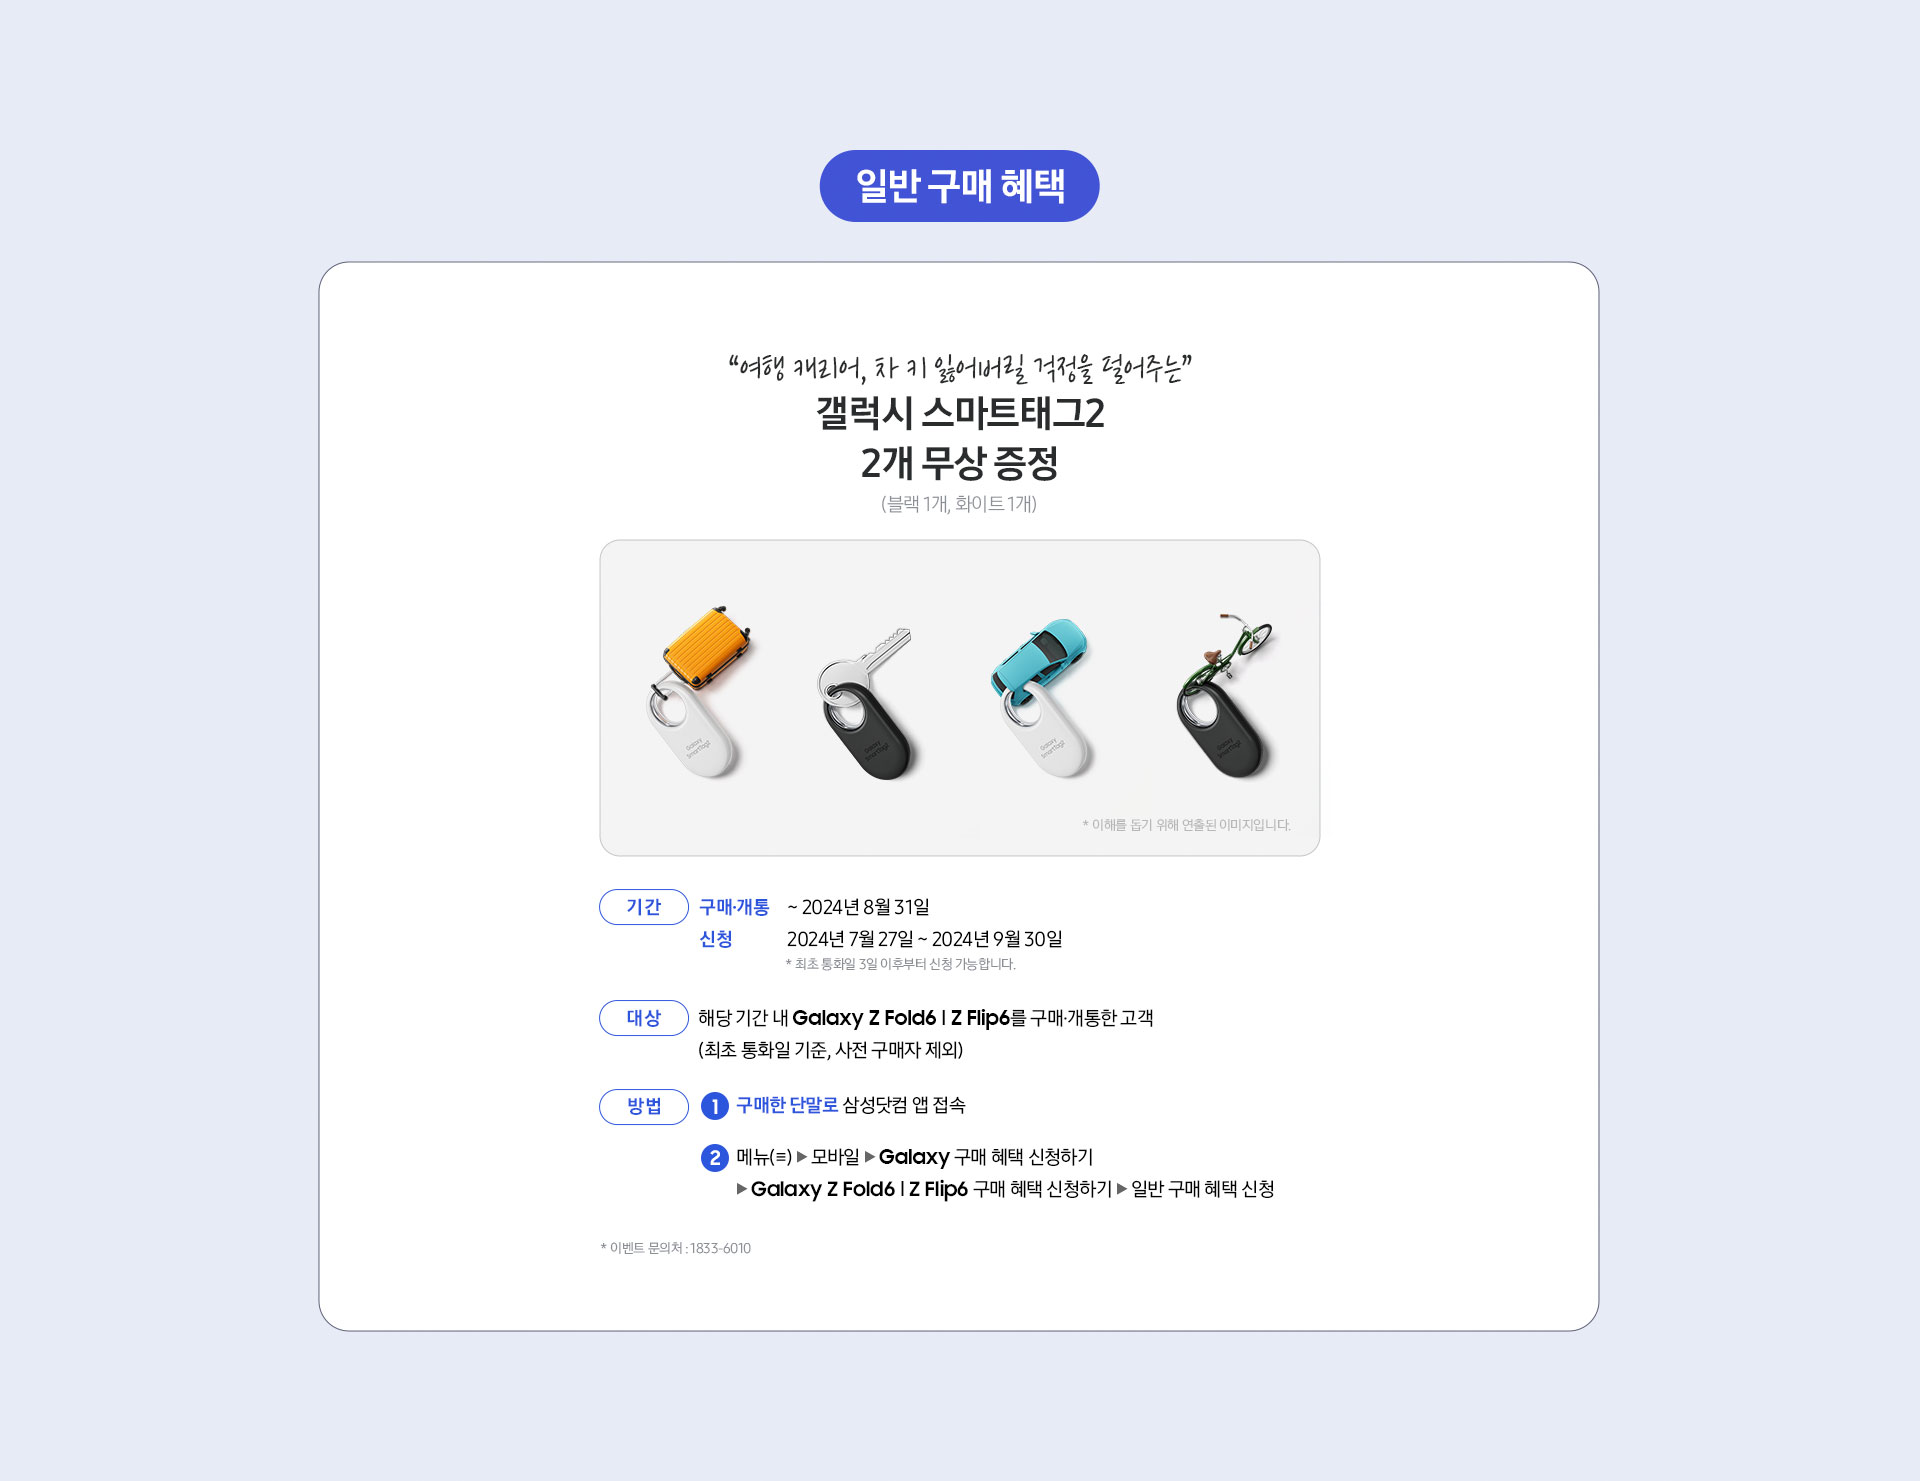 일반 구매 혜택
“여행 캐리어, 차 키 잃어버릴 걱정을 덜어주는”
갤럭시 스마트태그2
2개 무상 증정
(블랙 1개, 화이트 1개)
Galaxy
SmartTag2
Galaxy
SmartTag2
Galaxy
SmartTag2
Galaxy
SmartTag2
* 이해를 돕기 위해 연출된 이미지입니다.
기간 구매·개통 ~ 2024년 8월 31일
신청 2024년 7월 27일 ~ 2024년 9월 30일
* 최초 통화일 3일 이후부터 신청 가능합니다.
대상 해당 기간 내 Galaxy Z Fold6 | Z Flip6를 구매·개통한 고객
(최초 통화일 기준, 사전 구매자 제외)
방법 1 구매한 단말로 삼성닷컴 앱 접속
2 메뉴(≡) ▶ 모바일 ▶ Galaxy 구매 혜택 신청하기
▶ Galaxy Z Fold6 | Z Flip6 구매 혜택 신청하기 ▶ 일반 구매 혜택 신청
* 이벤트 문의처 : 1833-6010